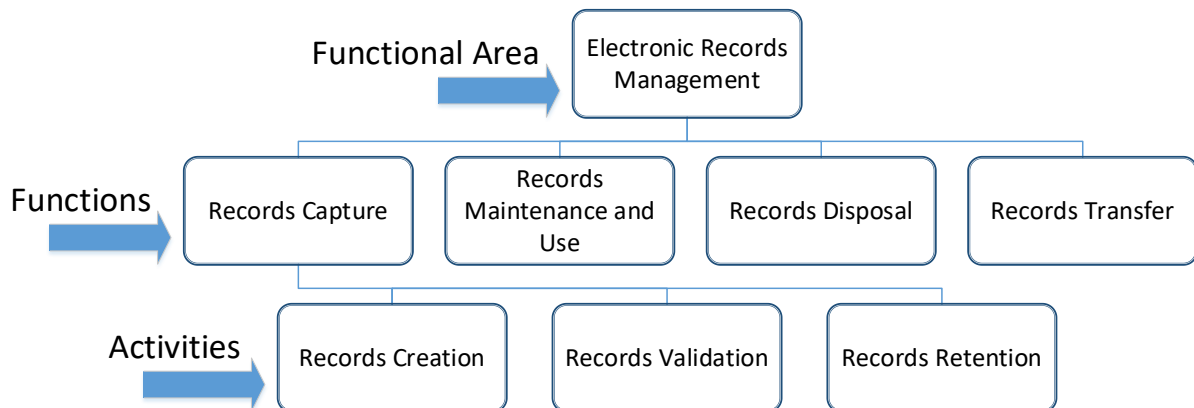 Functional Area
Electronic Records
Management
Functions
Records Capture
Records
Maintenance and
Use
Records Disposal
Records Transfer
Activities
Records Creation
Records Validation
Records Retention